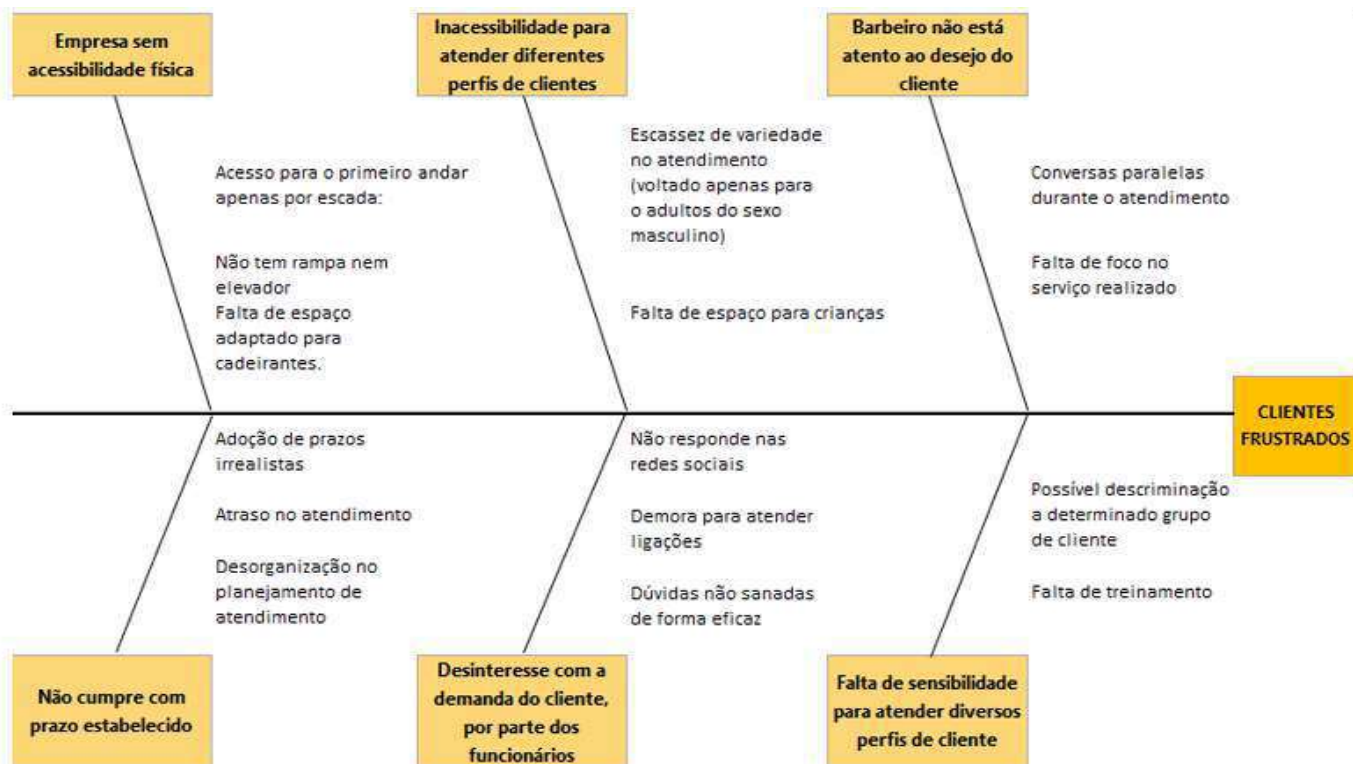 Empresa sem
acessibilidade física
Inacessibilidade para
atender diferentes
perfis de clientes
Barbeiro não está
atento ao desejo do
cliente
Acesso para o primeiro andar
apenas por escada:
Não tem rampa nem
elevador
Falta de espaço
adaptado para
cadeirantes.
Escassez de variedade
no atendimento
(voltado apenas para
o adultos do sexo
masculino)
Falta de espaço para crianças
Conversas paralelas
durante o atendimento
Falta de foco no
serviço realizado
CLIENTES
FRUSTRADOS
Adoção de prazos
irrealistas
Atraso no atendimento
Desorganização no
planejamento de
atendimento
Não responde nas
redes sociais
Demora para atender
ligações
Dúvidas não sanadas
de forma eficaz
Possível descriminação
a determinado grupo
de cliente
Falta de treinamento
Não cumpre com
prazo estabelecido
Desinteresse com a
demanda do cliente,
por parte dos
funcionários
Falta de sensibilidade
para atender diversos
perfis de cliente